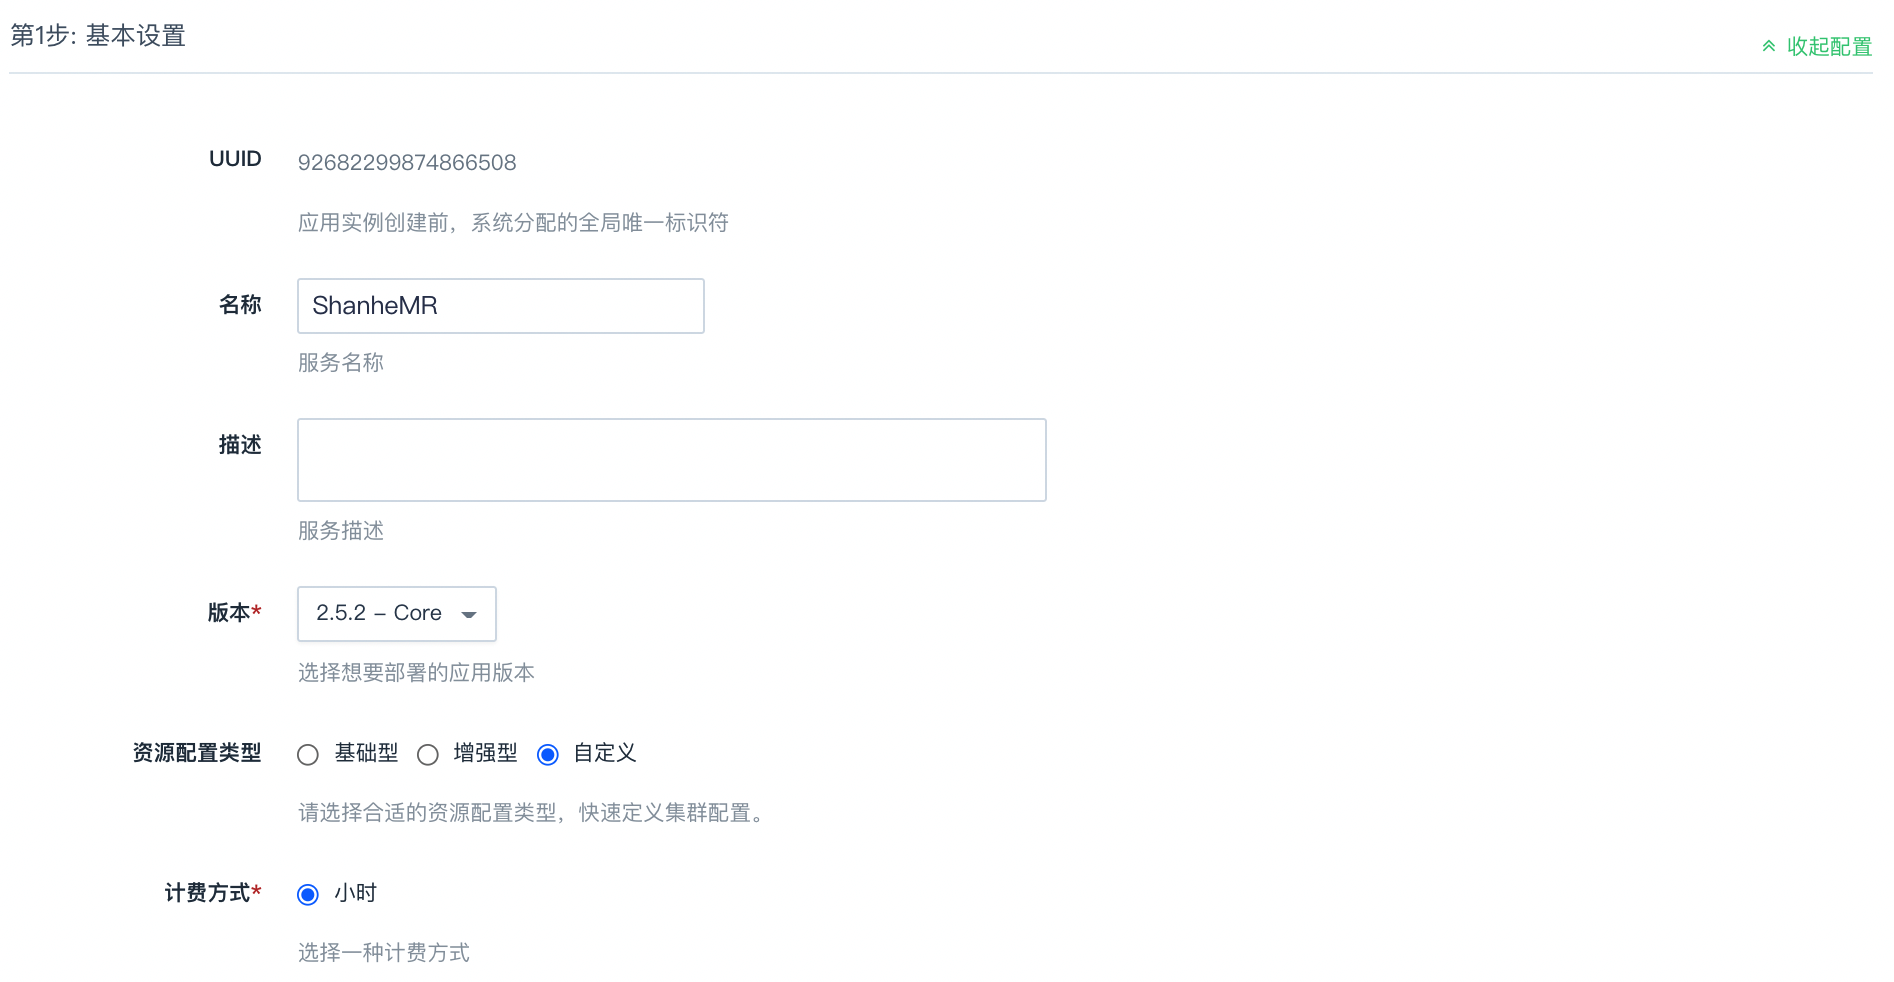 第1步: 基本设置
收起配置
UUID 92682299874866508
应用实例创建前，系统分配的全局唯一标识符
名称 ShanheMR
服务名称
描述
服务描述
版本* 2.5.2 – Core
选择想要部署的应用版本
资源配置类型 基础型 增强型 自定义
请选择合适的资源配置类型，快速定义集群配置。
计费方式* 小时
选择一种计费方式